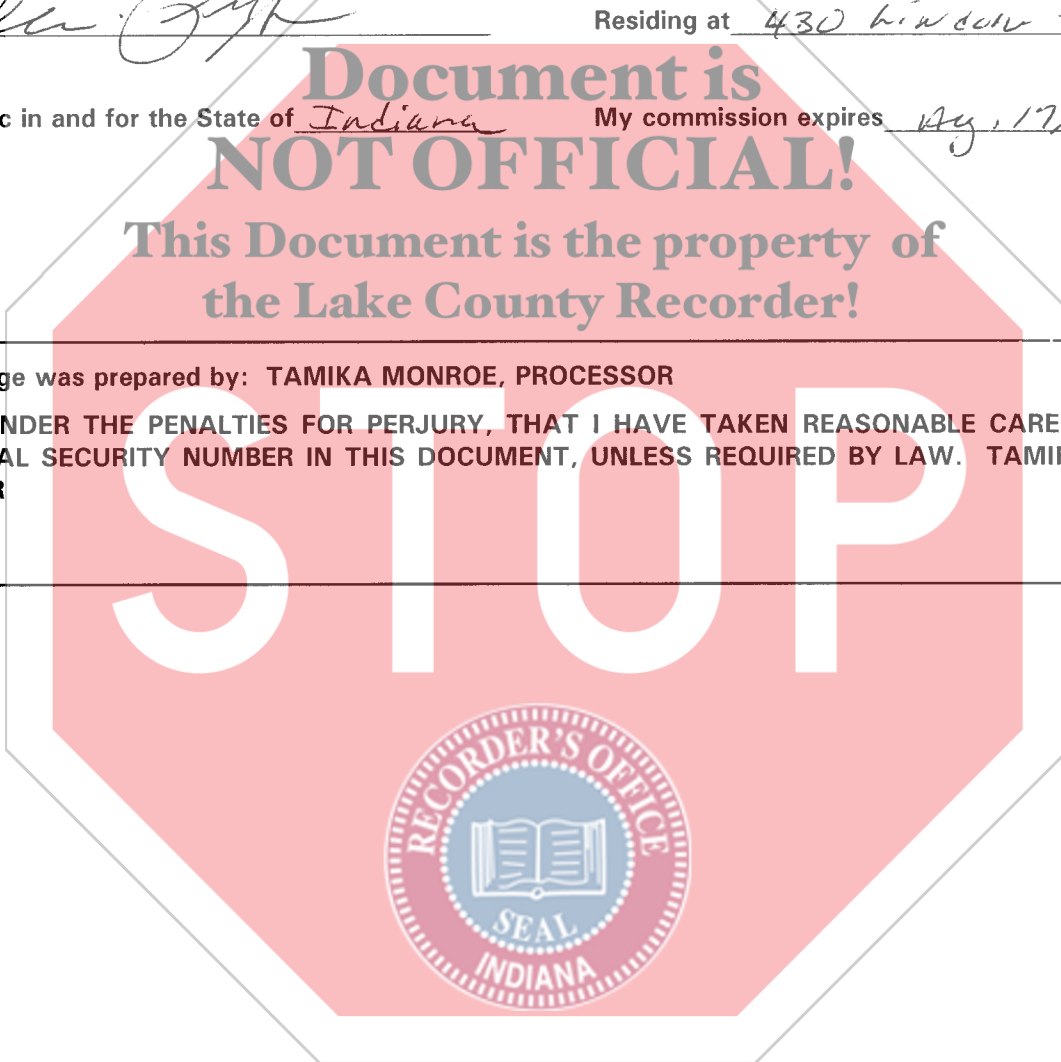 Residing at 430 Lincoln
Document is
c in and for the State of Indiana My commission expires Aug, 17,
NOT OFFICIAL!
This Document is the property of
the Lake County Recorder!
ge was prepared by: TAMIKA MONROE, PROCESSOR
NDER THE PENALTIES FOR PERJURY, THAT I HAVE TAKEN REASONABLE CARE
AL SECURITY NUMBER IN THIS DOCUMENT, UNLESS REQUIRED BY LAW. TAMI
R
STOP
RECORDER'S OFFICE
SEAL
INDIANA